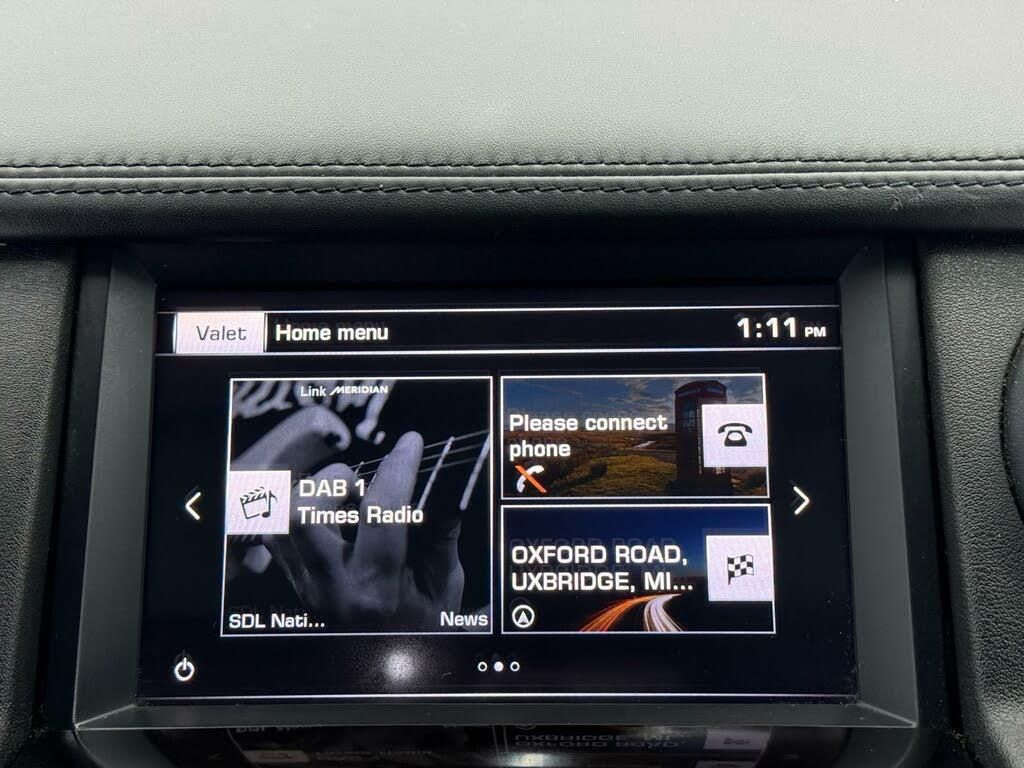 Valet
Home menu
1:11 PM
Link MERIDIAN
DAB 1
Times Radio
SDL Nati...
News
Please connect
phone
OXFORD ROAD,
UXBRIDGE, MI...